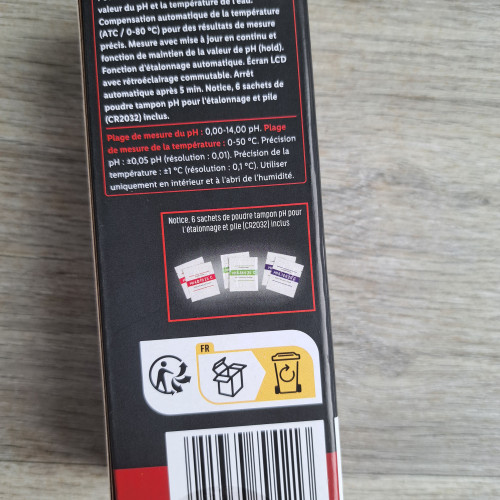 valeur du pH et la température de l'eau.
Compensation automatique de la température
(ATC / 0-80 °C) pour des résultats de mesure
précis. Mesure avec mise à jour en continu et
fonction de maintien de la valeur de pH (hold).
Fonction d'étalonnage automatique. Écran LCD
avec rétroéclairage commutable. Arrêt
automatique après 5 min. Notice, 6 sachets de
poudre tampon pH pour l'étalonnage et pile
(CR2032) inclus.
Plage de mesure du pH : 0,00-14,00 pH. Plage
de mesure de la température : 0-50 °C. Précision
pH : ±0,05 pH (résolution : 0,01). Précision de la
température : ±1 °C (résolution : 0,1 °C). Utiliser
uniquement en intérieur et à l'abri de l'humidité.
Notice, 6 sachets de poudre tampon pH pour
l'étalonnage et pile (CR2032) inclus
FR